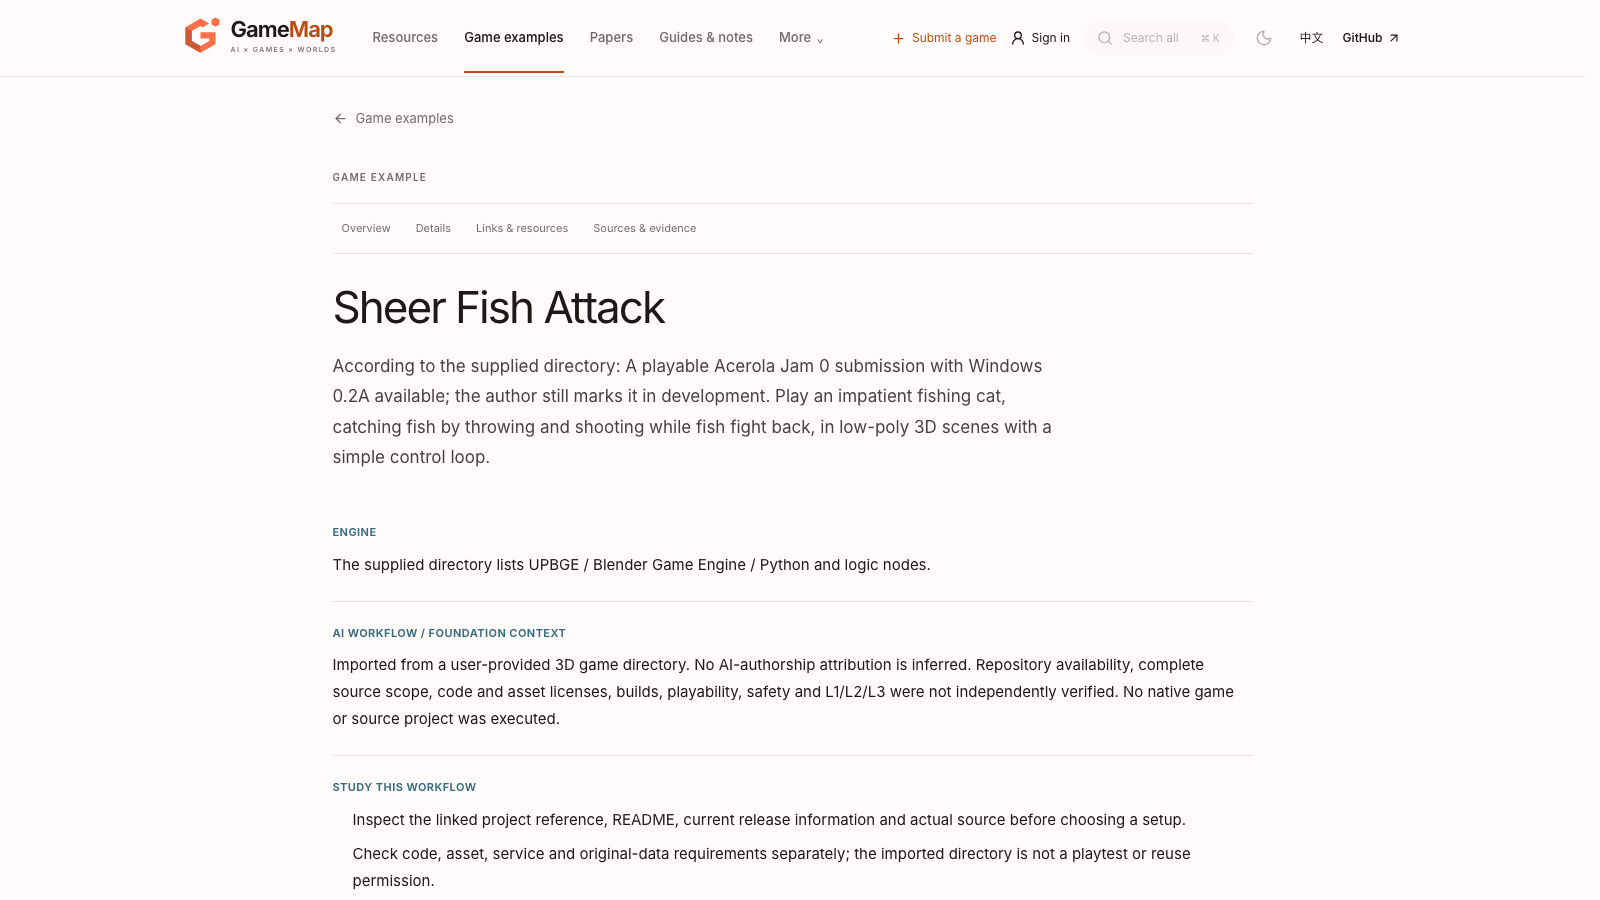 GameMap
AI × GAMES × WORLDS
Resources
Game examples
Papers
Guides & notes
More
Submit a game
Sign in
Search all
⌘ K
中文
GitHub
Game examples
GAME EXAMPLE
Overview
Details
Links & resources
Sources & evidence
Sheer Fish Attack
According to the supplied directory: A playable Acerola Jam 0 submission with Windows
0.2A available; the author still marks it in development. Play an impatient fishing cat,
catching fish by throwing and shooting while fish fight back, in low-poly 3D scenes with a
simple control loop.
ENGINE
The supplied directory lists UPBGE / Blender Game Engine / Python and logic nodes.
AI WORKFLOW / FOUNDATION CONTEXT
Imported from a user-provided 3D game directory. No AI-authorship attribution is inferred. Repository availability, complete
source scope, code and asset licenses, builds, playability, safety and L1/L2/L3 were not independently verified. No native game
or source project was executed.
STUDY THIS WORKFLOW
Inspect the linked project reference, README, current release information and actual source before choosing a setup.
Check code, asset, service and original-data requirements separately; the imported directory is not a playtest or reuse
permission.